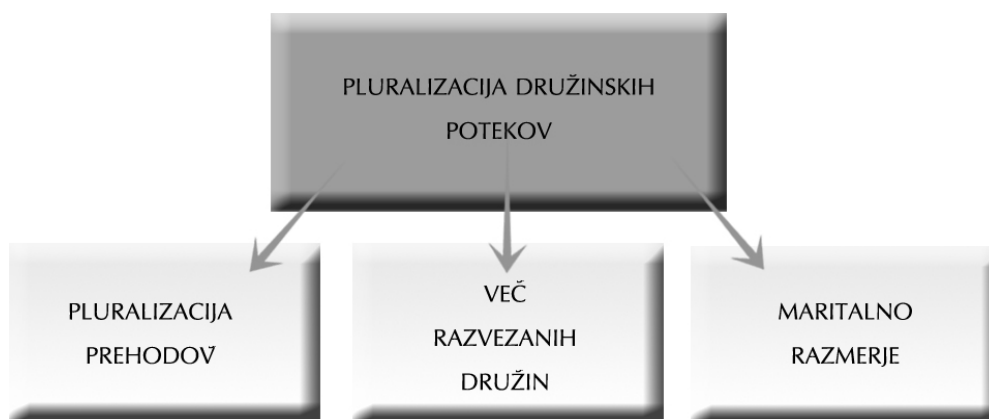 PLURALIZACIJA DRUŽINSKIH
POTEKOV
PLURALIZACIJA
PREHODOV
VEČ
RAZVEZANIH
DRUŽIN
MARITALNO
RAZMERJE